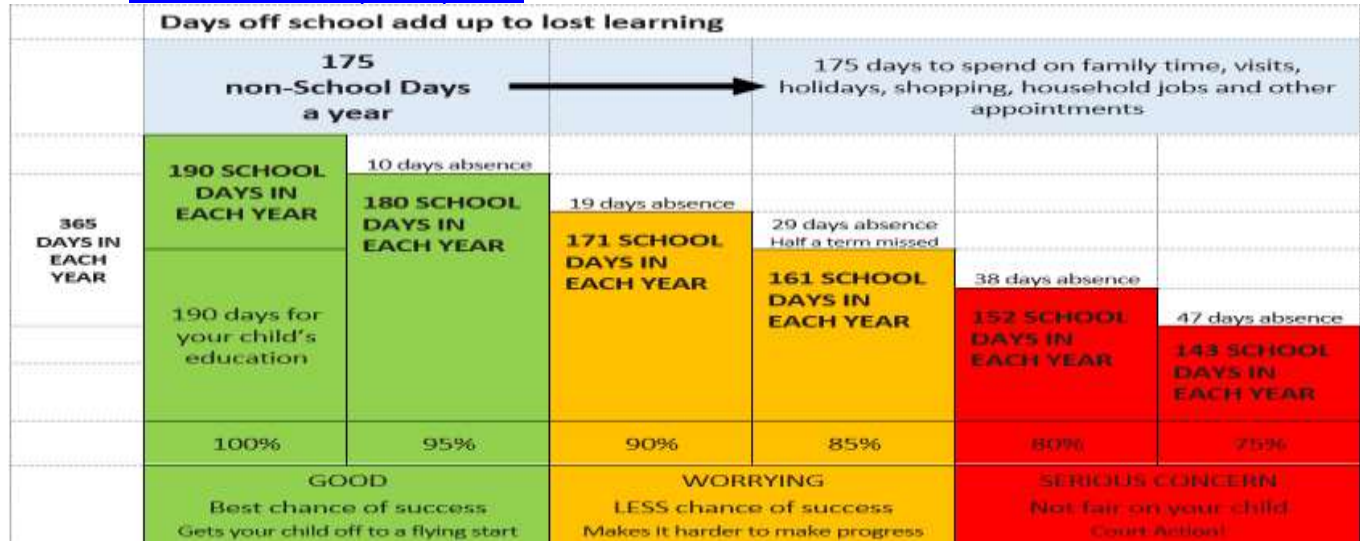 Days off school add up to lost learning
175
non-School Days
a year
175 days to spend on family time, visits,
holidays, shopping, household jobs and other
appointments
365
DAYS IN
EACH
YEAR
190 SCHOOL
DAYS IN
EACH YEAR
190 days for
your child's
education
10 days absence
180 SCHOOL
DAYS IN
EACH YEAR
19 days absence
171 SCHOOL
DAYS IN
EACH YEAR
29 days absence
Half a term missed
161 SCHOOL
DAYS IN
EACH YEAR
38 days absence
152 SCHOOL
DAYS IN
EACH YEAR
47 days absence
143 SCHOOL
DAYS IN
EACH YEAR
100%
95%
90%
85%
80%
75%
GOOD
Best chance of success
Gets your child off to a flying start
WORRYING
LESS chance of success
Makes it harder to make progress
SERIOUS CONCERN
Not fair on your child
Court Action!